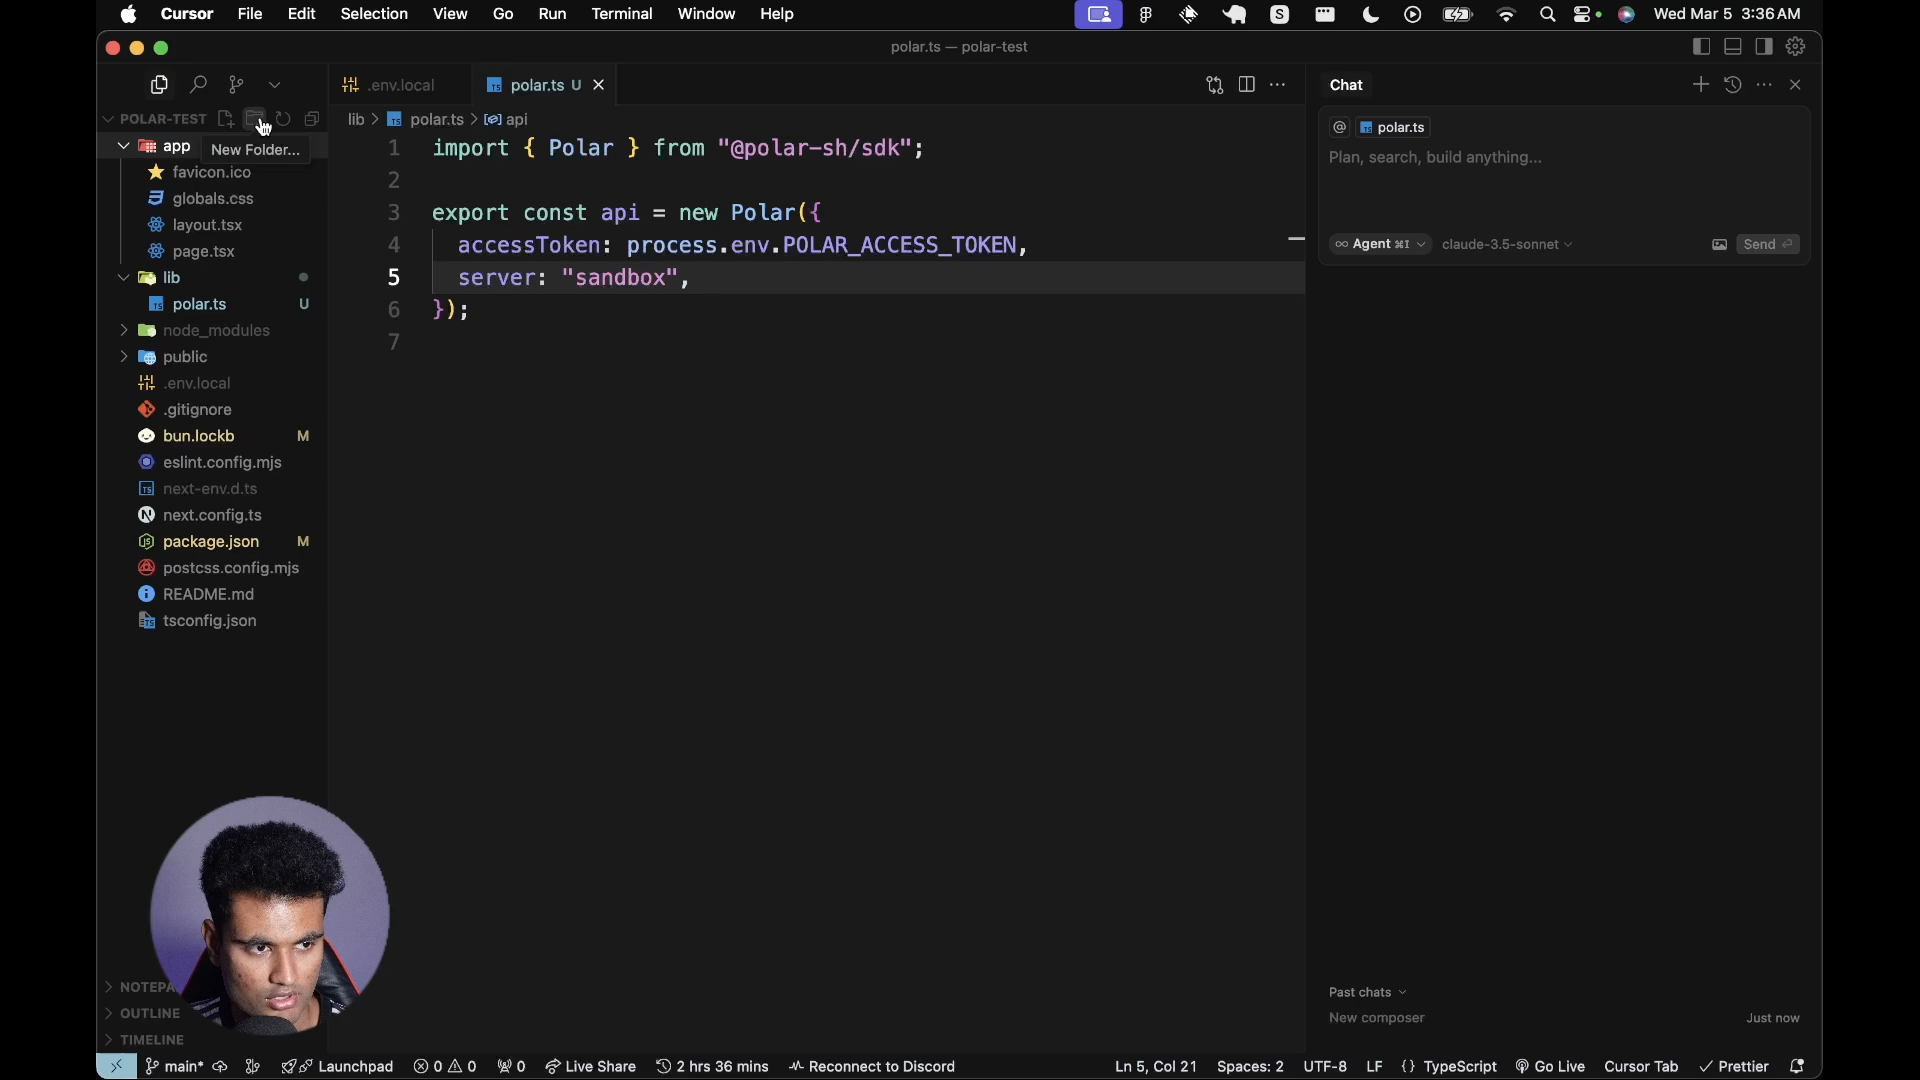 Cursor File Edit Selection View Go Run Terminal Window Help
S
Wed Mar 5 3:36 AM
polar.ts — polar-test
.env.local
polar.ts U
Chat
POLAR-TEST
lib > polar.ts > api
@ polar.ts
app
New Folder...
Plan, search, build anything...
favicon.ico
globals.css
layout.tsx
page.tsx
Agent ⌘I claude-3.5-sonnet Send
lib
polar.ts U
node_modules
public
.env.local
.gitignore
bun.lockb M
eslint.config.mjs
next-env.d.ts
next.config.ts
package.json M
postcss.config.mjs
README.md
tsconfig.json
1 import { Polar } from "@polar-sh/sdk";
2
3 export const api = new Polar({
4 accessToken: process.env.POLAR_ACCESS_TOKEN,
5 server: "sandbox",
6 });
7
OUTLINE
TIMELINE
Past chats
New composer Just now
main* Launchpad 0 0 0 Live Share 2 hrs 36 mins Reconnect to Discord Ln 5, Col 21 Spaces: 2 UTF-8 LF {} TypeScript Go Live Cursor Tab Prettier